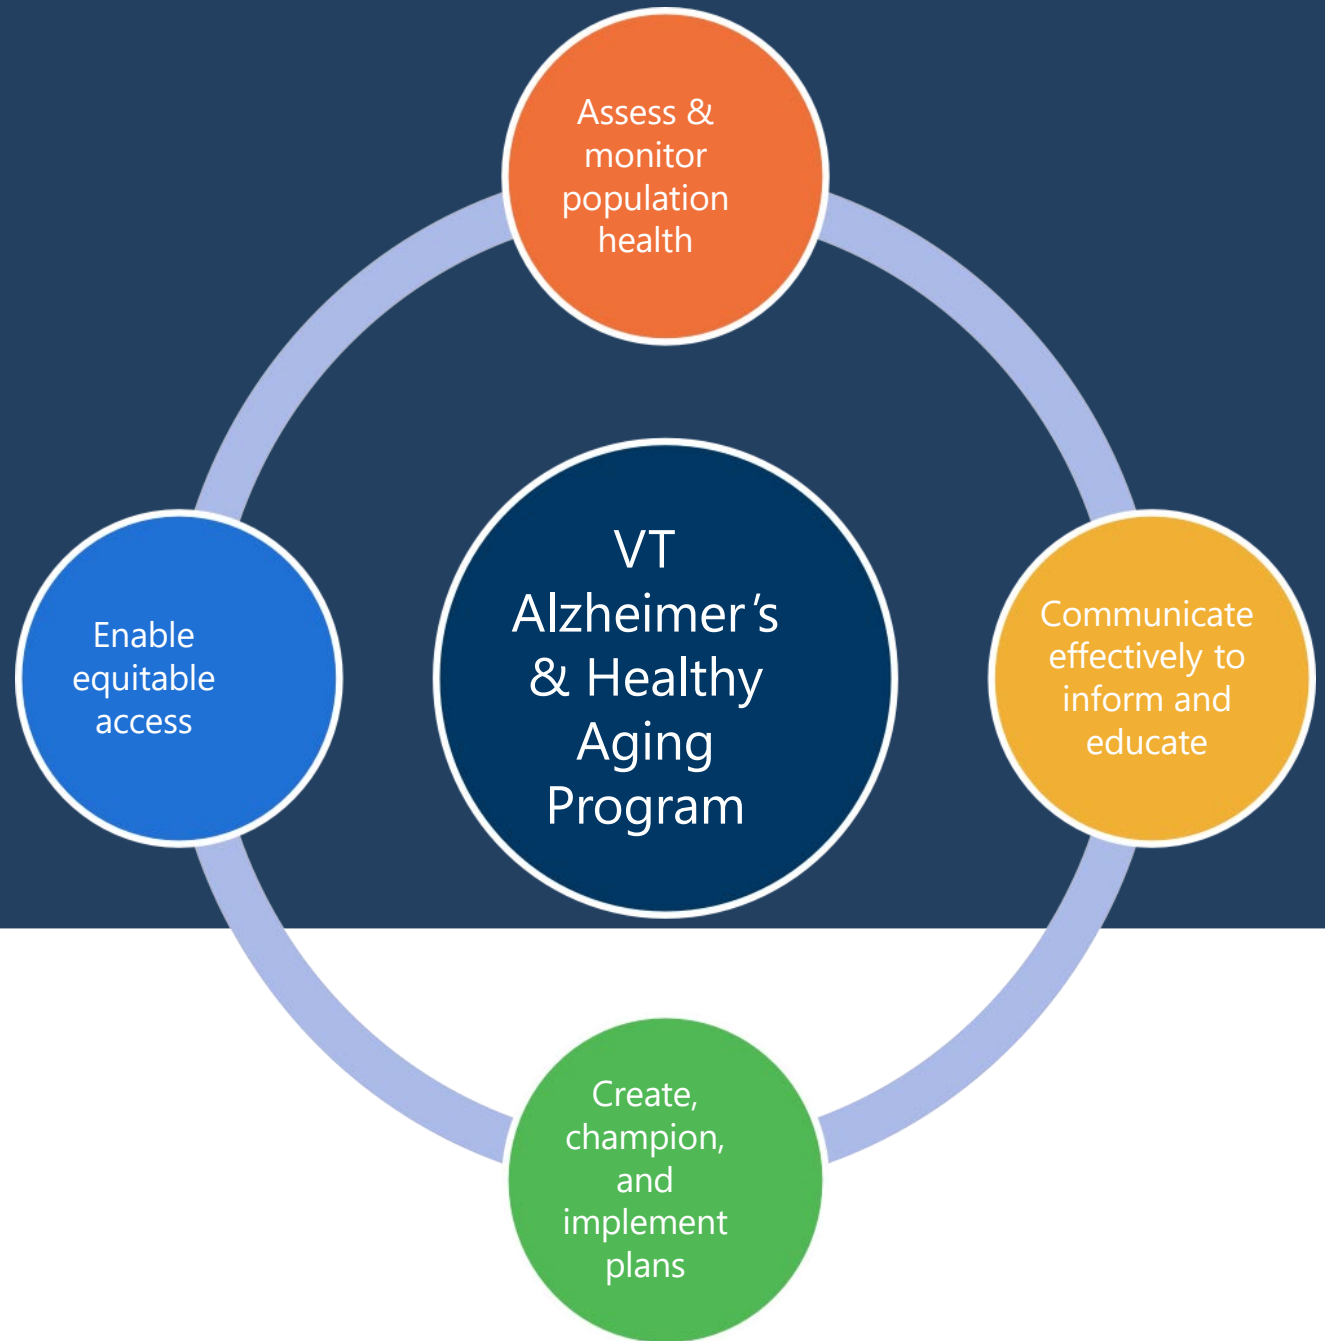 Assess &
monitor
population
health
VT
Alzheimer's
& Healthy
Aging
Program
Enable
equitable
access
Communicate
effectively to
inform and
educate
Create,
champion,
and
implement
plans